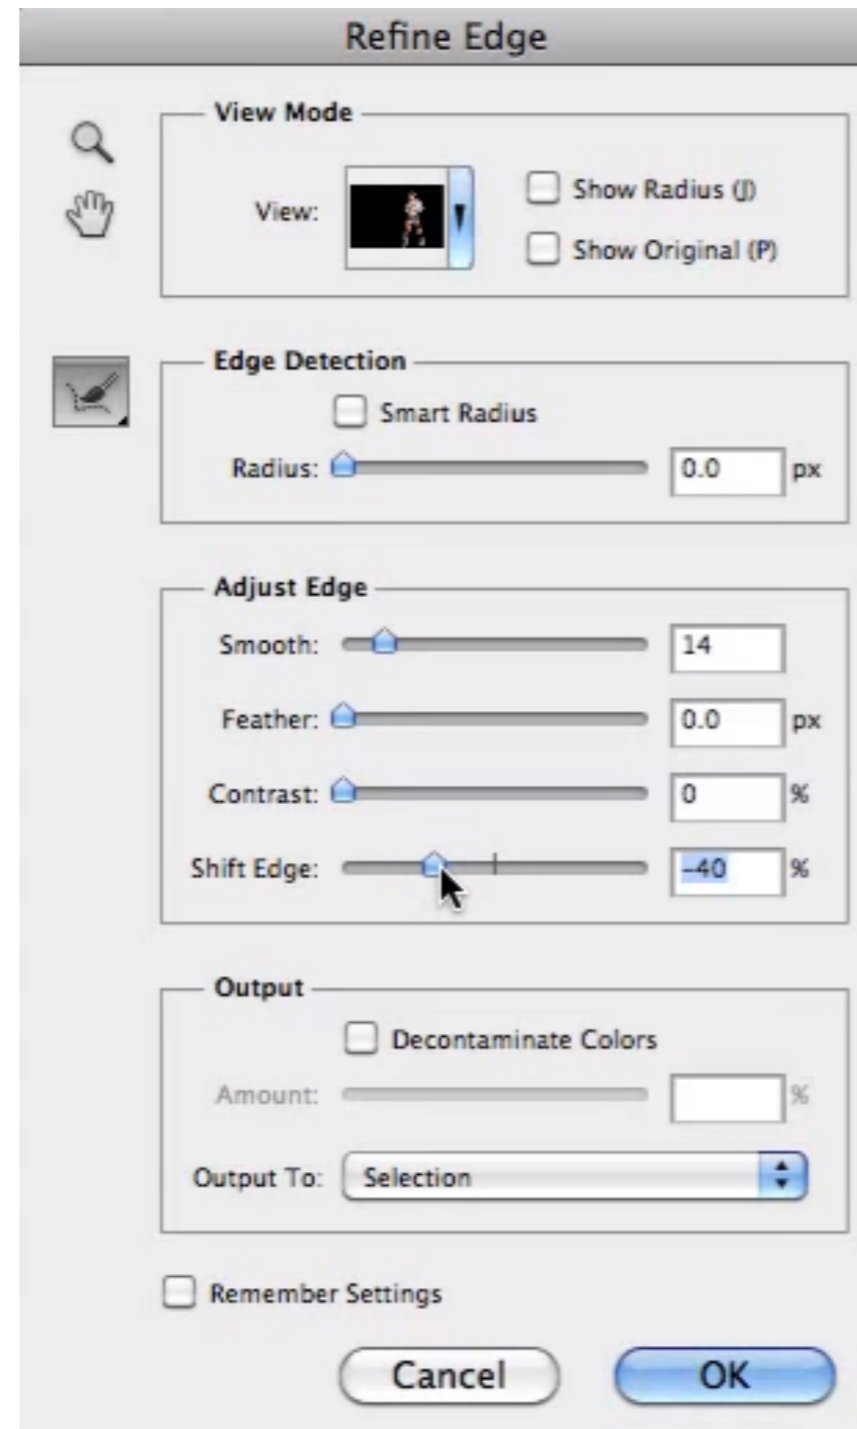 Refine Edge
View Mode
View:
Show Radius (J)
Show Original (P)
Edge Detection
Smart Radius
Radius: 0.0 px
Adjust Edge
Smooth: 14
Feather: 0.0 px
Contrast: 0 %
Shift Edge: -40 %
Output
Decontaminate Colors
Amount: %
Output To: Selection
Remember Settings
Cancel OK